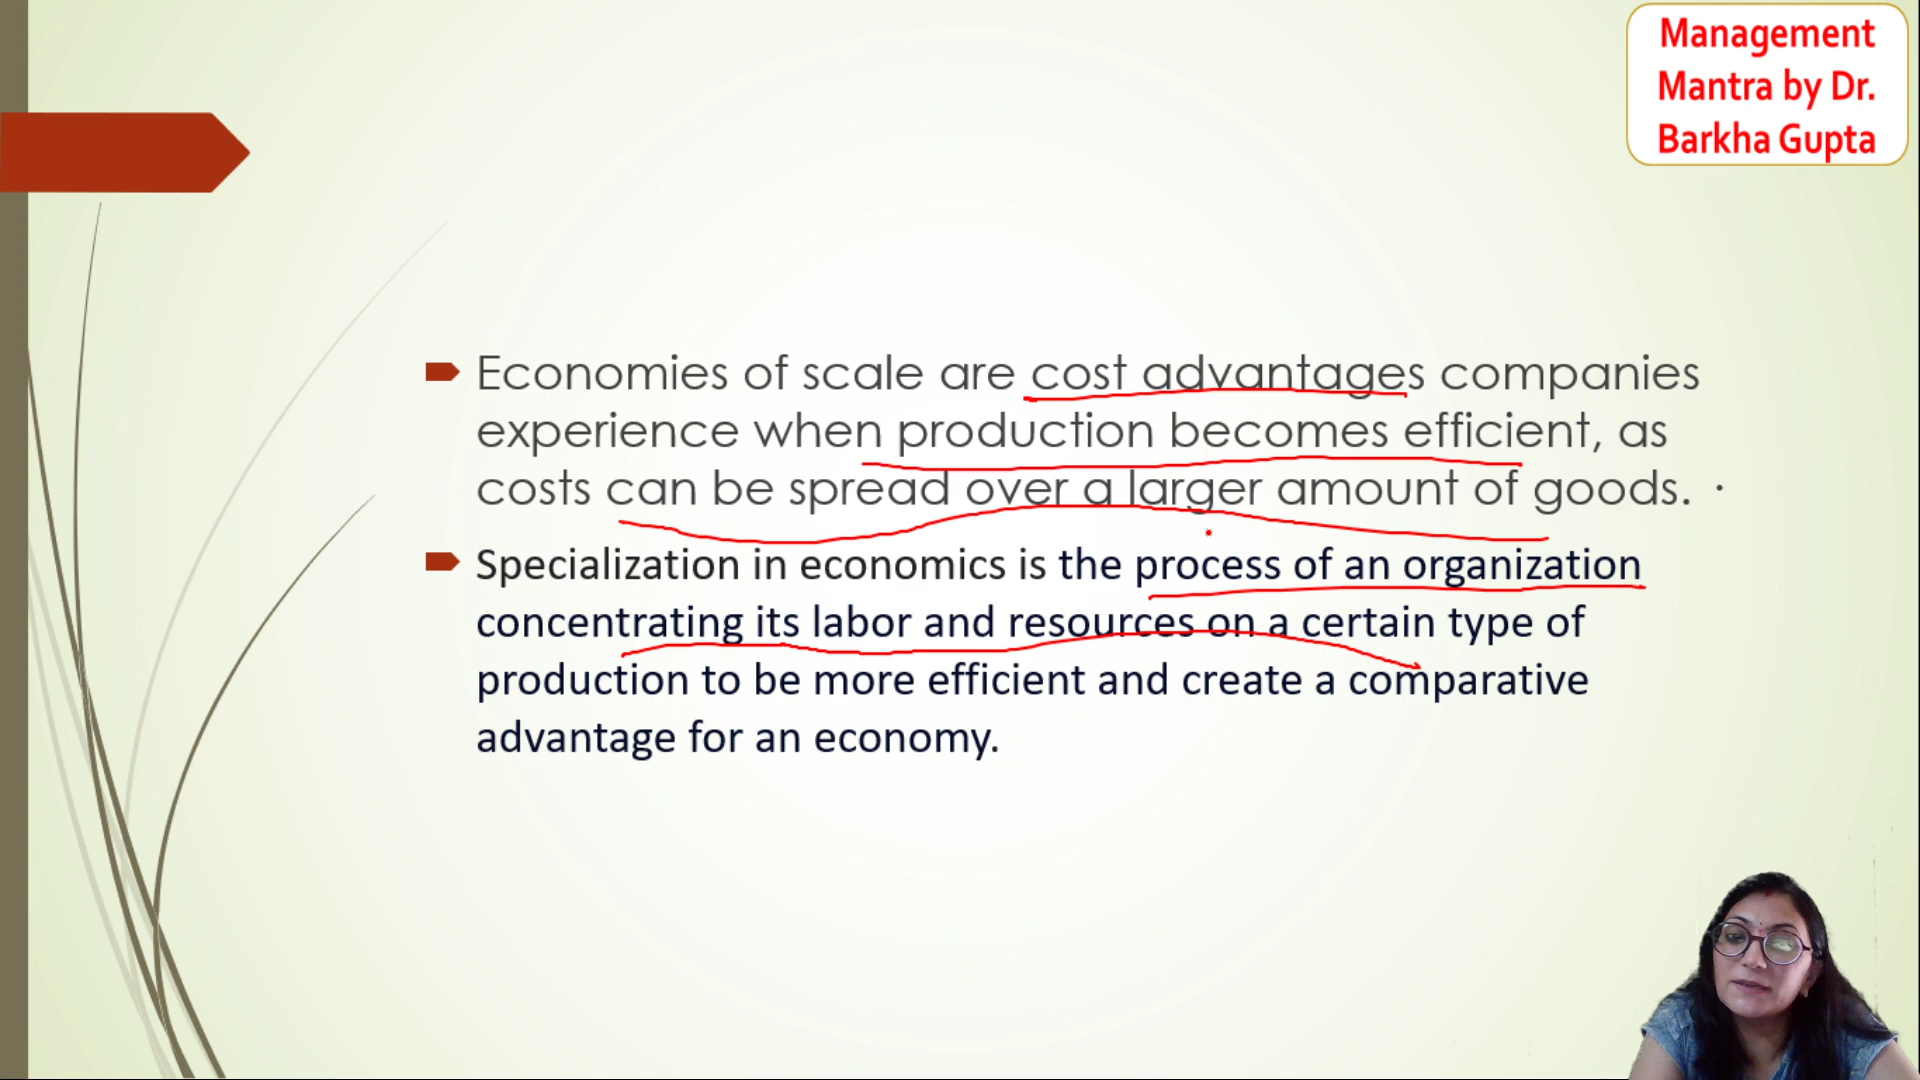 Management
Mantra by Dr.
Barkha Gupta
Economies of scale are cost advantages companies
experience when production becomes efficient, as
costs can be spread over a larger amount of goods. ·
Specialization in economics is the process of an organization
concentrating its labor and resources on a certain type of
production to be more efficient and create a comparative
advantage for an economy.